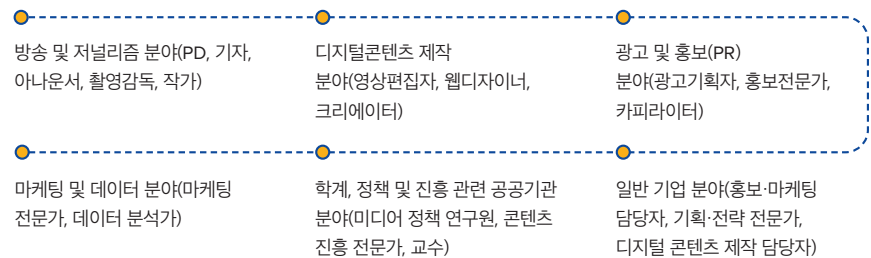 방송 및 저널리즘 분야(PD, 기자,
아나운서, 촬영감독, 작가)
디지털콘텐츠 제작
분야(영상편집자, 웹디자이너,
크리에이터)
광고 및 홍보(PR)
분야(광고기획자, 홍보전문가,
카피라이터)
마케팅 및 데이터 분야(마케팅
전문가, 데이터 분석가)
학계, 정책 및 진흥 관련 공공기관
분야(미디어 정책 연구원, 콘텐츠
진흥 전문가, 교수)
일반 기업 분야(홍보·마케팅
담당자, 기획·전략 전문가,
디지털 콘텐츠 제작 담당자)